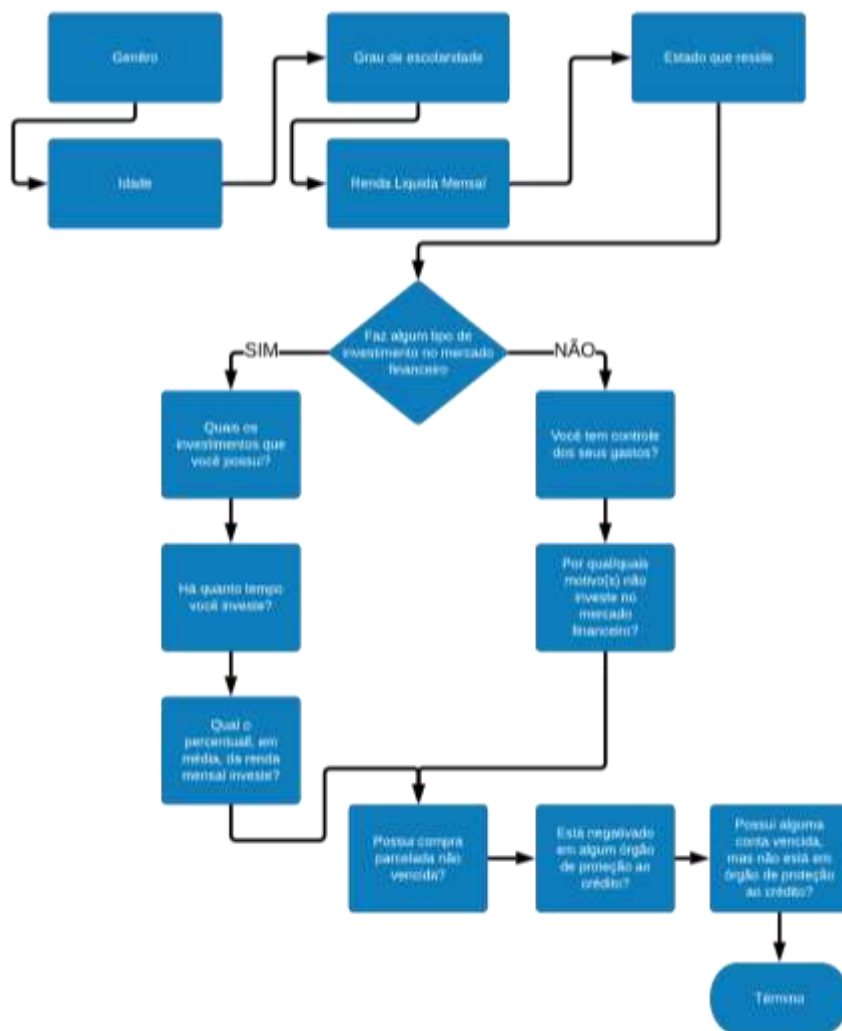 Genêro
Idade
Grau de escolaridade
Renda Liquida Mensal
Estado que reside
Faz algum tipo de
investimento no mercado
financeiro
SIM
NÃO
Quais os
investimentos que
você possui?
Há quanto tempo
você investe?
Qual o
percentuall, em
média, da renda
mensal investe?
Você tem controle
dos seus gastos?
Por qual/quais
motivo(s) não
investe no
mercado
financeiro?
Possui compra
parcelada não
vencida?
Está negativado
em algum órgão
de proteção ao
crédito?
Possui alguma
conta vencida,
mas não está em
órgão de proteção
ao crédito?
Término